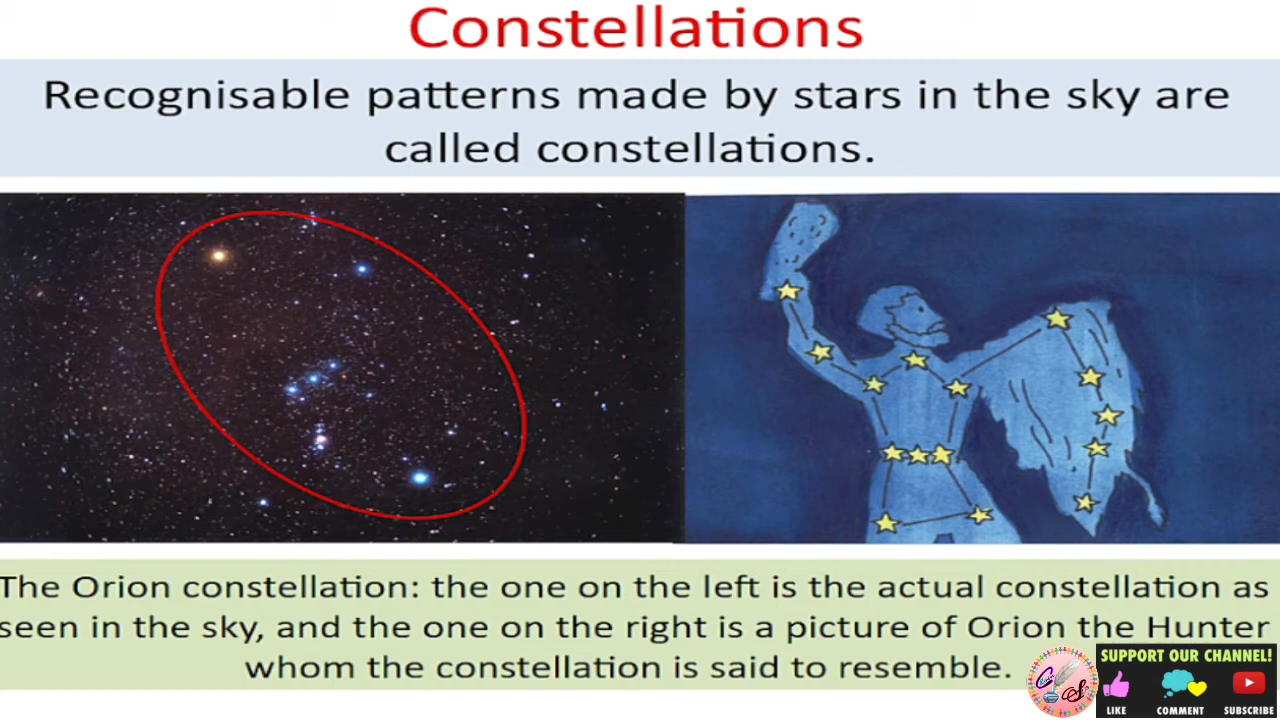 Constellations
Recognisable patterns made by stars in the sky are
called constellations.
The Orion constellation: the one on the left is the actual constellation as
seen in the sky, and the one on the right is a picture of Orion the Hunter
whom the constellation is said to resemble.
SUPPORT OUR CHANNEL!
LIKE COMMENT SUBSCRIBE